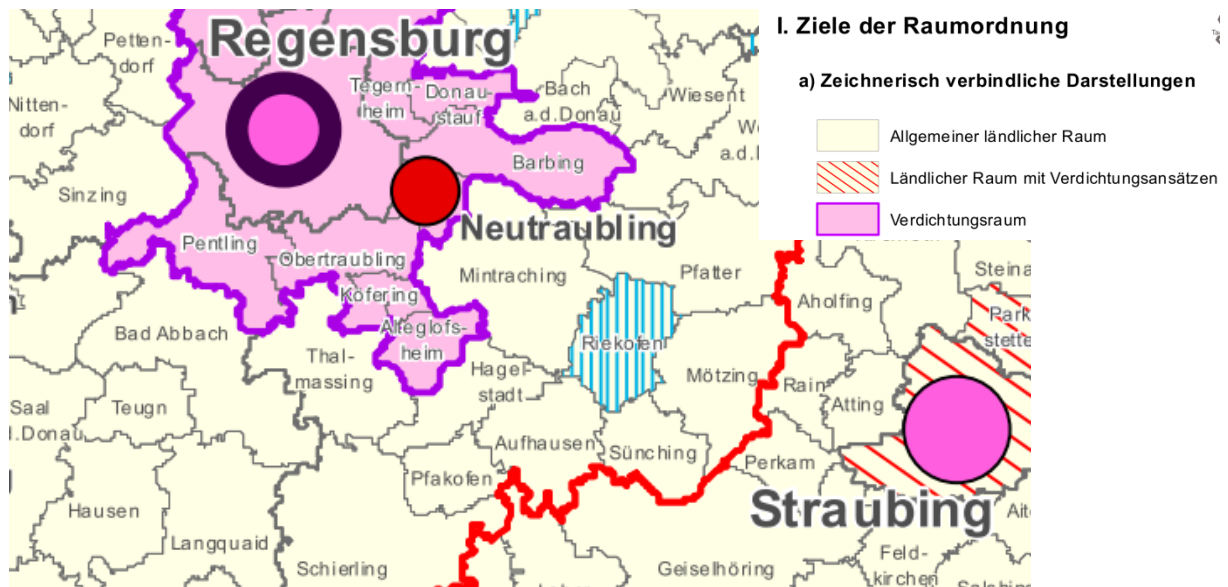 I. Ziele der Raumordnung
a) Zeichnerisch verbindliche Darstellungen
Allgemeiner ländlicher Raum
Ländlicher Raum mit Verdichtungsansätzen
Verdichtungsraum
Regensburg
Petten-
dorf
Nitten-
dorf
Tegern-
heim
Donau-
stauf
Bach
a.d.Donau
Wiesent
Barbing
Sinzing
Neutraubling
Pentling
Obertraubling
Mintraching
Pfatter
Köfering
Aholfing
Bad Abbach
Alteglofs-
heim
Riekofen
Thal-
massing
Hagel-
stadt
Mötzing
Rain
Atting
Saal
Teugn
Aufhausen
Sünching
Perkam
Pfakofen
Straubing
Hausen
Langquaid
Schierling
Geiselhöring
Feld-
kirchen